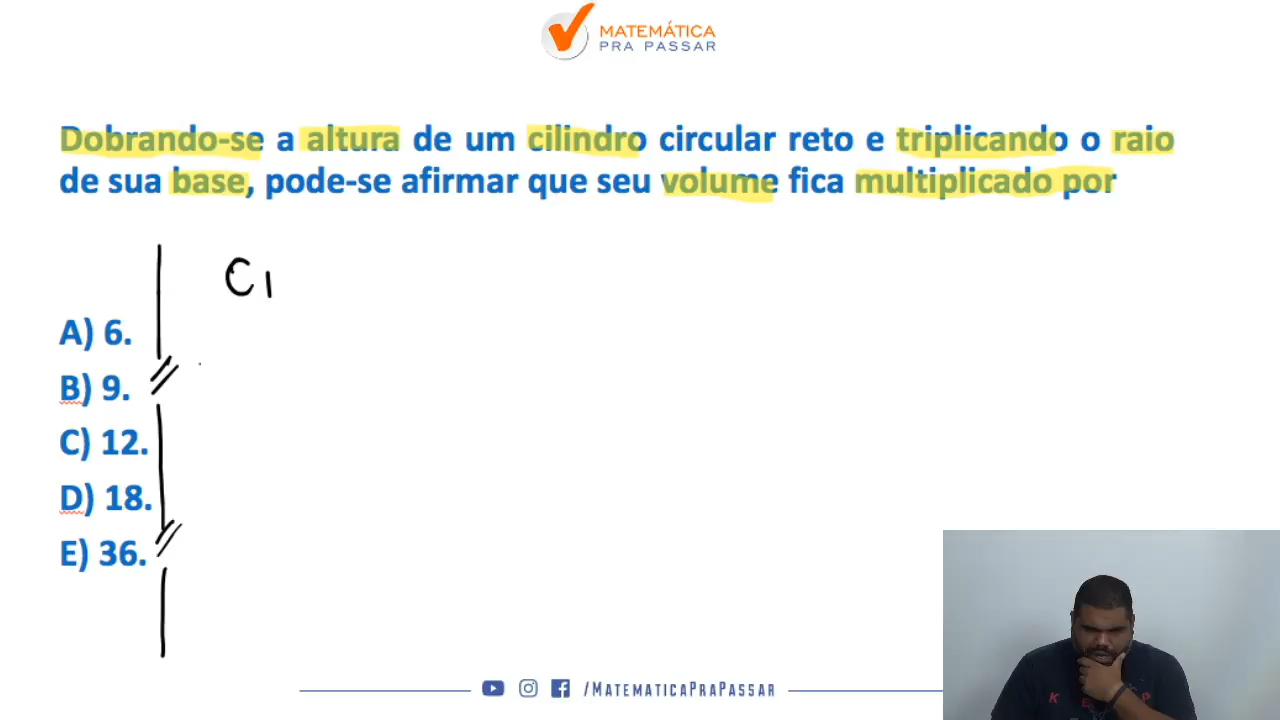 MATEMÁTICA
PRA PASSAR
Dobrando-se a altura de um cilindro circular reto e triplicando o raio
de sua base, pode-se afirmar que seu volume fica multiplicado por
Ci
A) 6.
B) 9.
C) 12.
D) 18.
E) 36.
/MATEMATICAPRAPASSAR